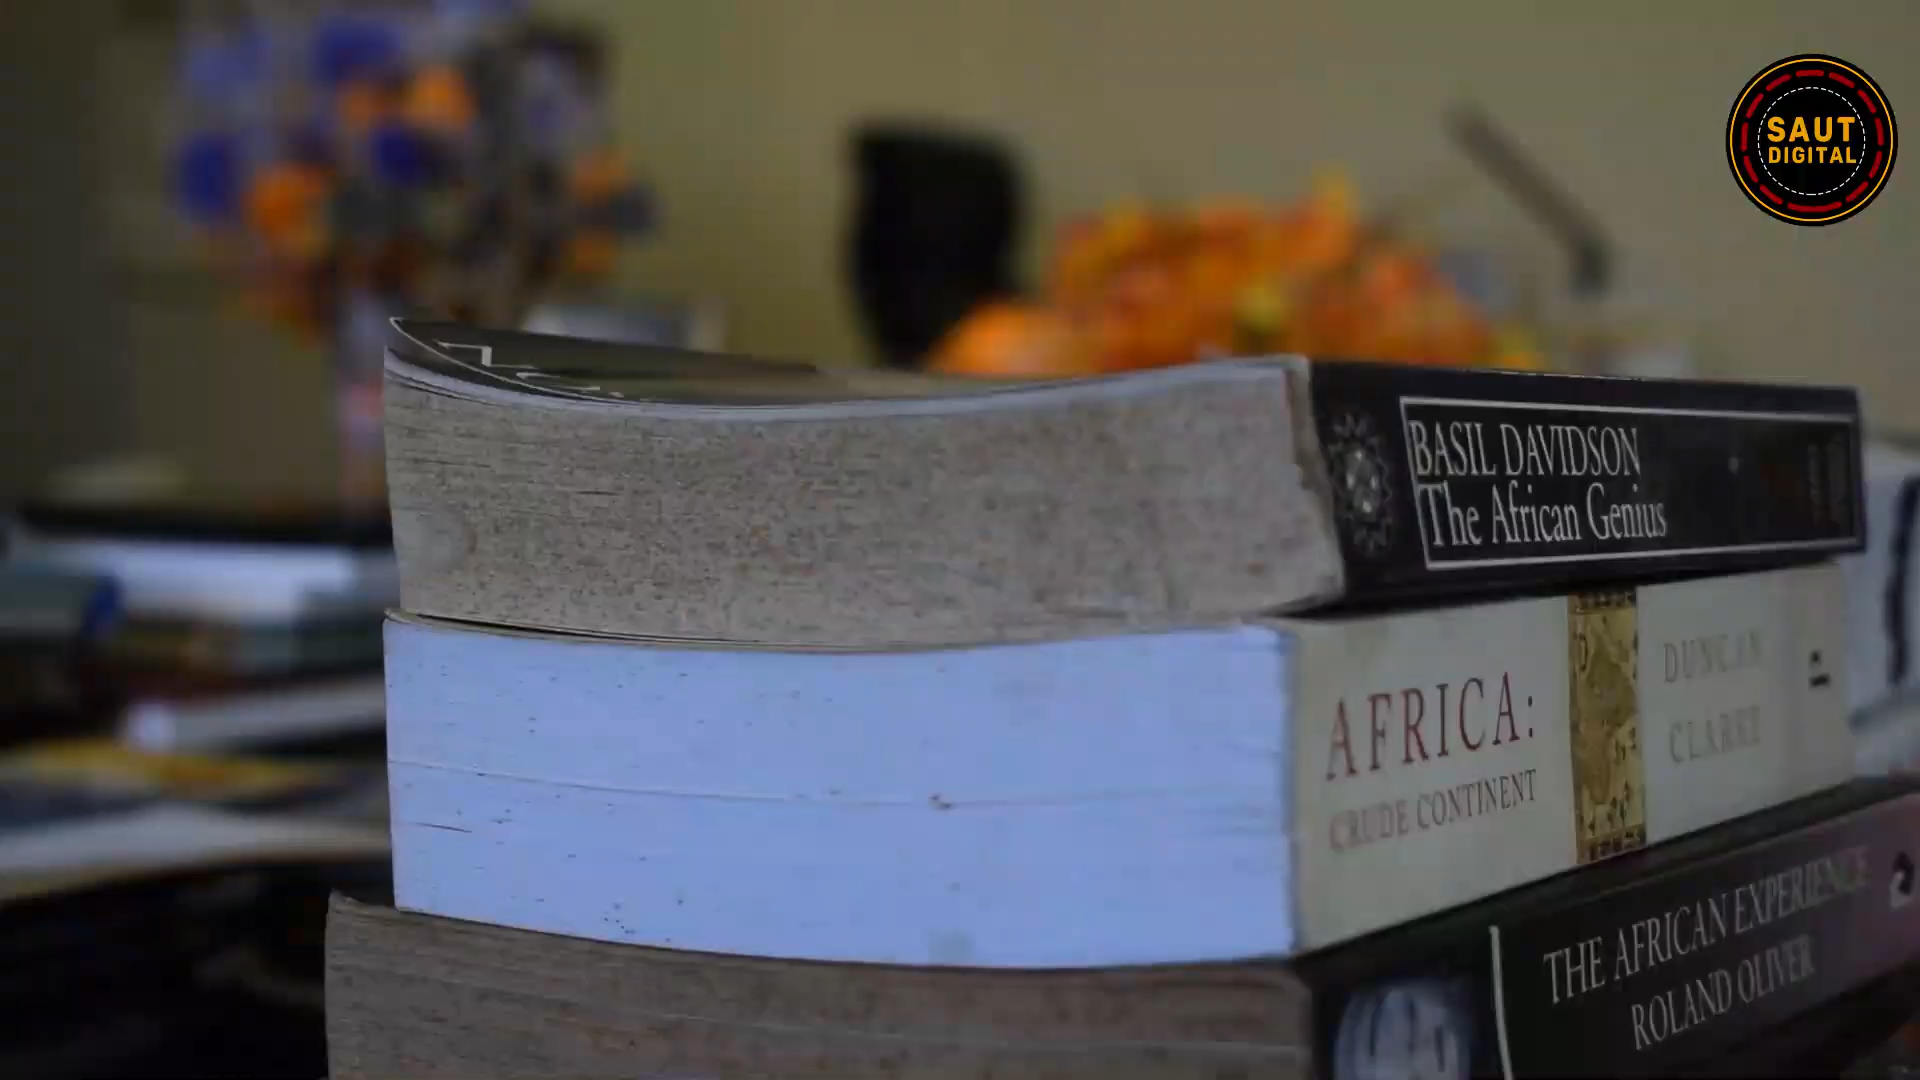 SAUT
DIGITAL
BASIL DAVIDSON
The African Genius
AFRICA:
CRUDE CONTINENT
DUNCAN
CLARKE
THE AFRICAN EXPERIENCE
ROLAND OLIVER